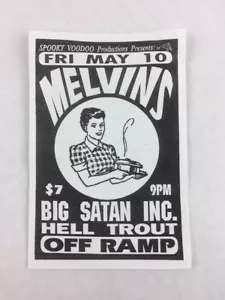 SPOOKY VOODOO Productions Presents:
FRI MAY 10
MELVINS
$7 9PM
BIG SATAN INC.
HELL TROUT
OFF RAMP